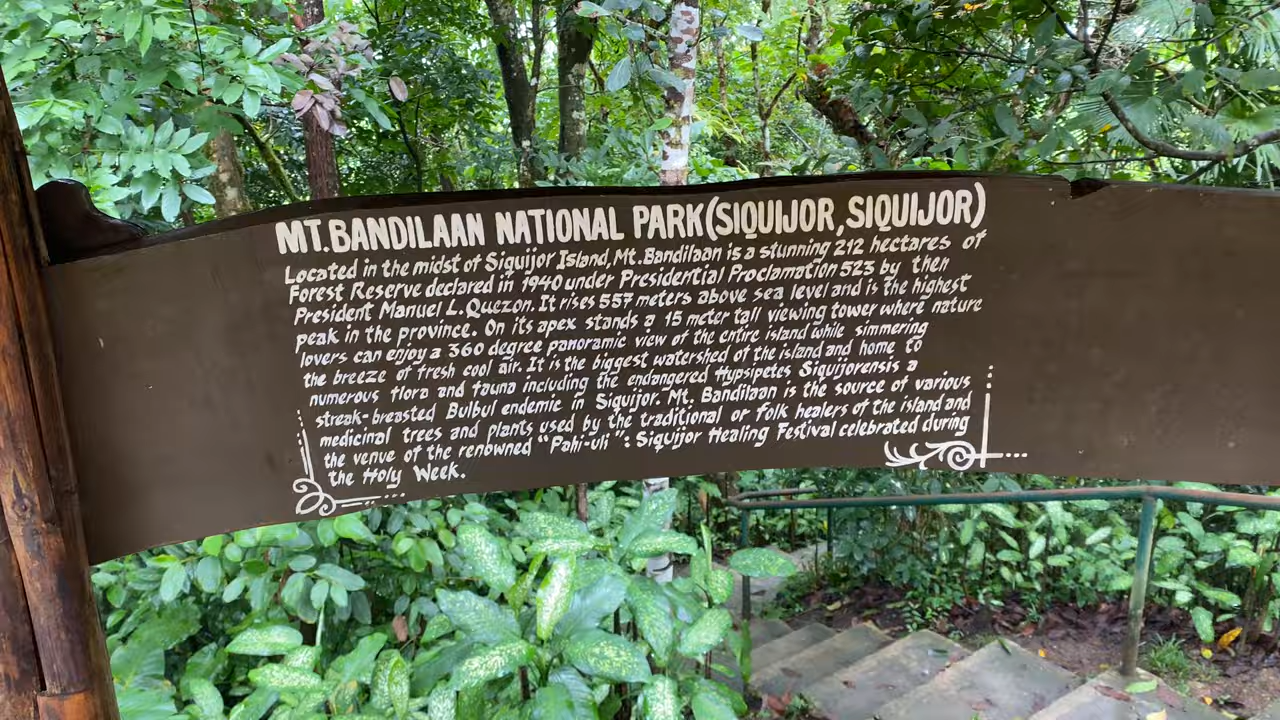 MT. BANDILAAN NATIONAL PARK (SIQUIJOR, SIQUIJOR)
Located in the midst of Siquijor Island, Mt. Bandilaan is a stunning 212 hectares of
Forest Reserve declared in 1940 under Presidential Proclamation 523 by then
President Manuel L. Quezon. It rises 557 meters above sea level and is the highest
peak in the province. On its apex stands a 15 meter tall viewing tower where nature
lovers can enjoy a 360 degree panoramic view of the entire island while simmering
the breeze of fresh cool air. It is the biggest watershed of the island and home to
numerous flora and fauna including the endangered Hypsipetes Siquijorensis a
streak-breasted Bulbul endemic in Siquijor. Mt. Bandilaan is the source of various
medicinal trees and plants used by the traditional or folk healers of the island and
the venue of the renowned "Pahi-uli": Siquijor Healing Festival celebrated during
the Holy Week.